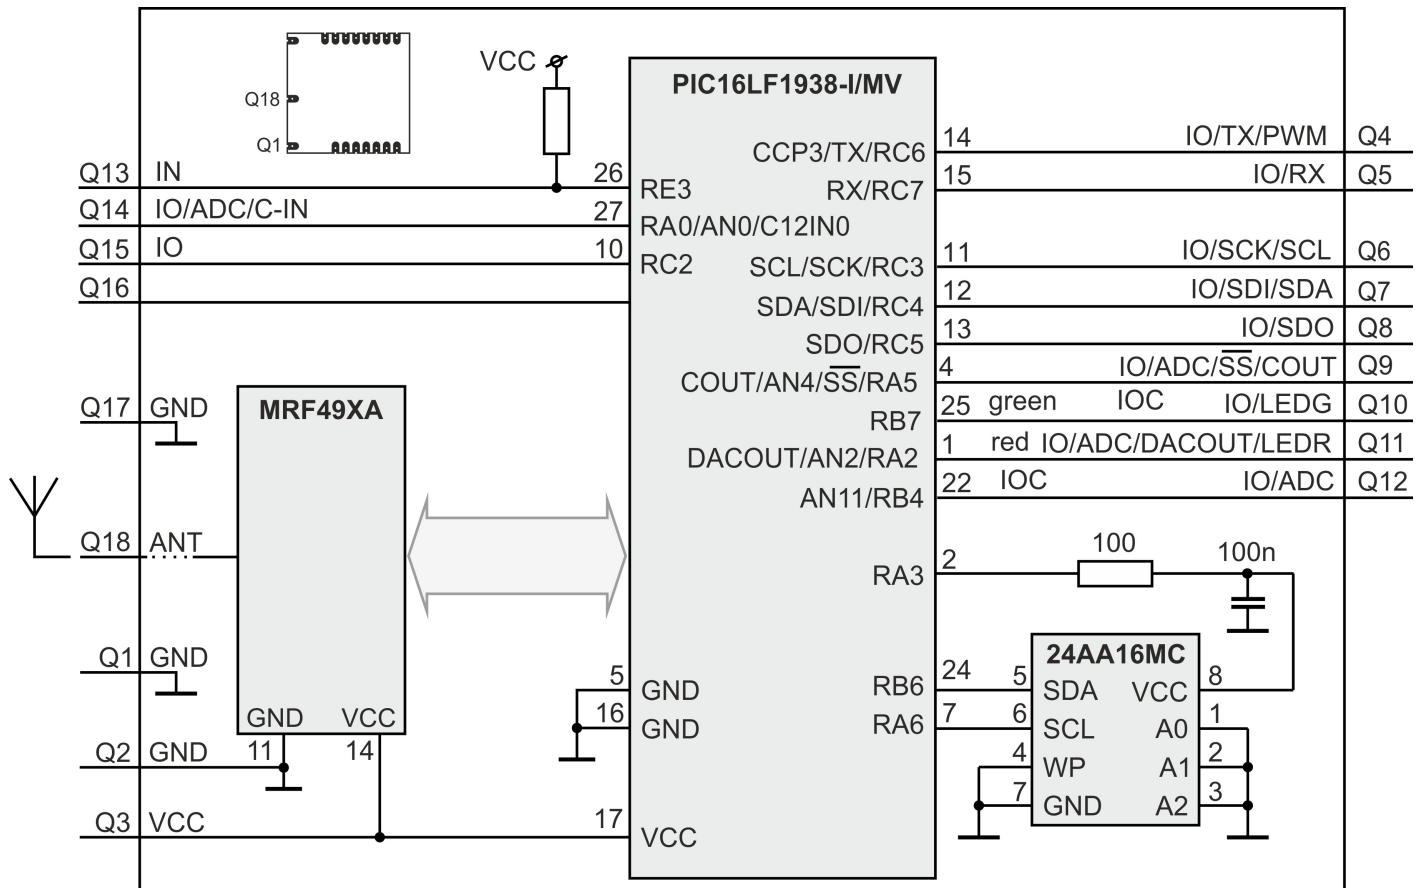 VCC
PIC16LF1938-I/MV
Q18
Q1
Q13 IN 26 RE3
Q14 IO/ADC/C-IN 27 RA0/AN0/C12IN0
Q15 IO 10 RC2
Q16
CCP3/TX/RC6 14 IO/TX/PWM Q4
RX/RC7 15 IO/RX Q5
SCL/SCK/RC3 11 IO/SCK/SCL Q6
SDA/SDI/RC4 12 IO/SDI/SDA Q7
SDO/RC5 13 IO/SDO Q8
COUT/AN4/SS/RA5 4 IO/ADC/SS/COUT Q9
RB7 25 green IOC IO/LEDG Q10
DACOUT/AN2/RA2 1 red IO/ADC/DACOUT/LEDR Q11
AN11/RB4 22 IOC IO/ADC Q12
Q17 GND
MRF49XA
Q18 ANT
Q1 GND
GND VCC
11 14
Q2 GND
Q3 VCC 17 VCC
5 GND
16 GND
RA3 2 100 100n
24AA16MC
RB6 24 5 SDA VCC 8
RA6 7 6 SCL A0 1
4 WP A1 2
7 GND A2 3